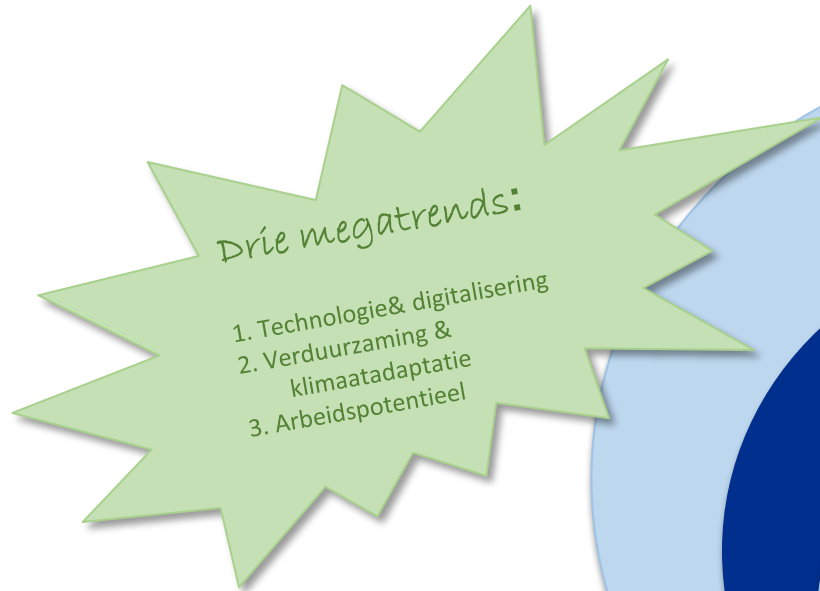 Drie megatrends:
1. Technologie& digitalisering
2. Verduurzaming &
klimaatadaptatie
3. Arbeidspotentieel